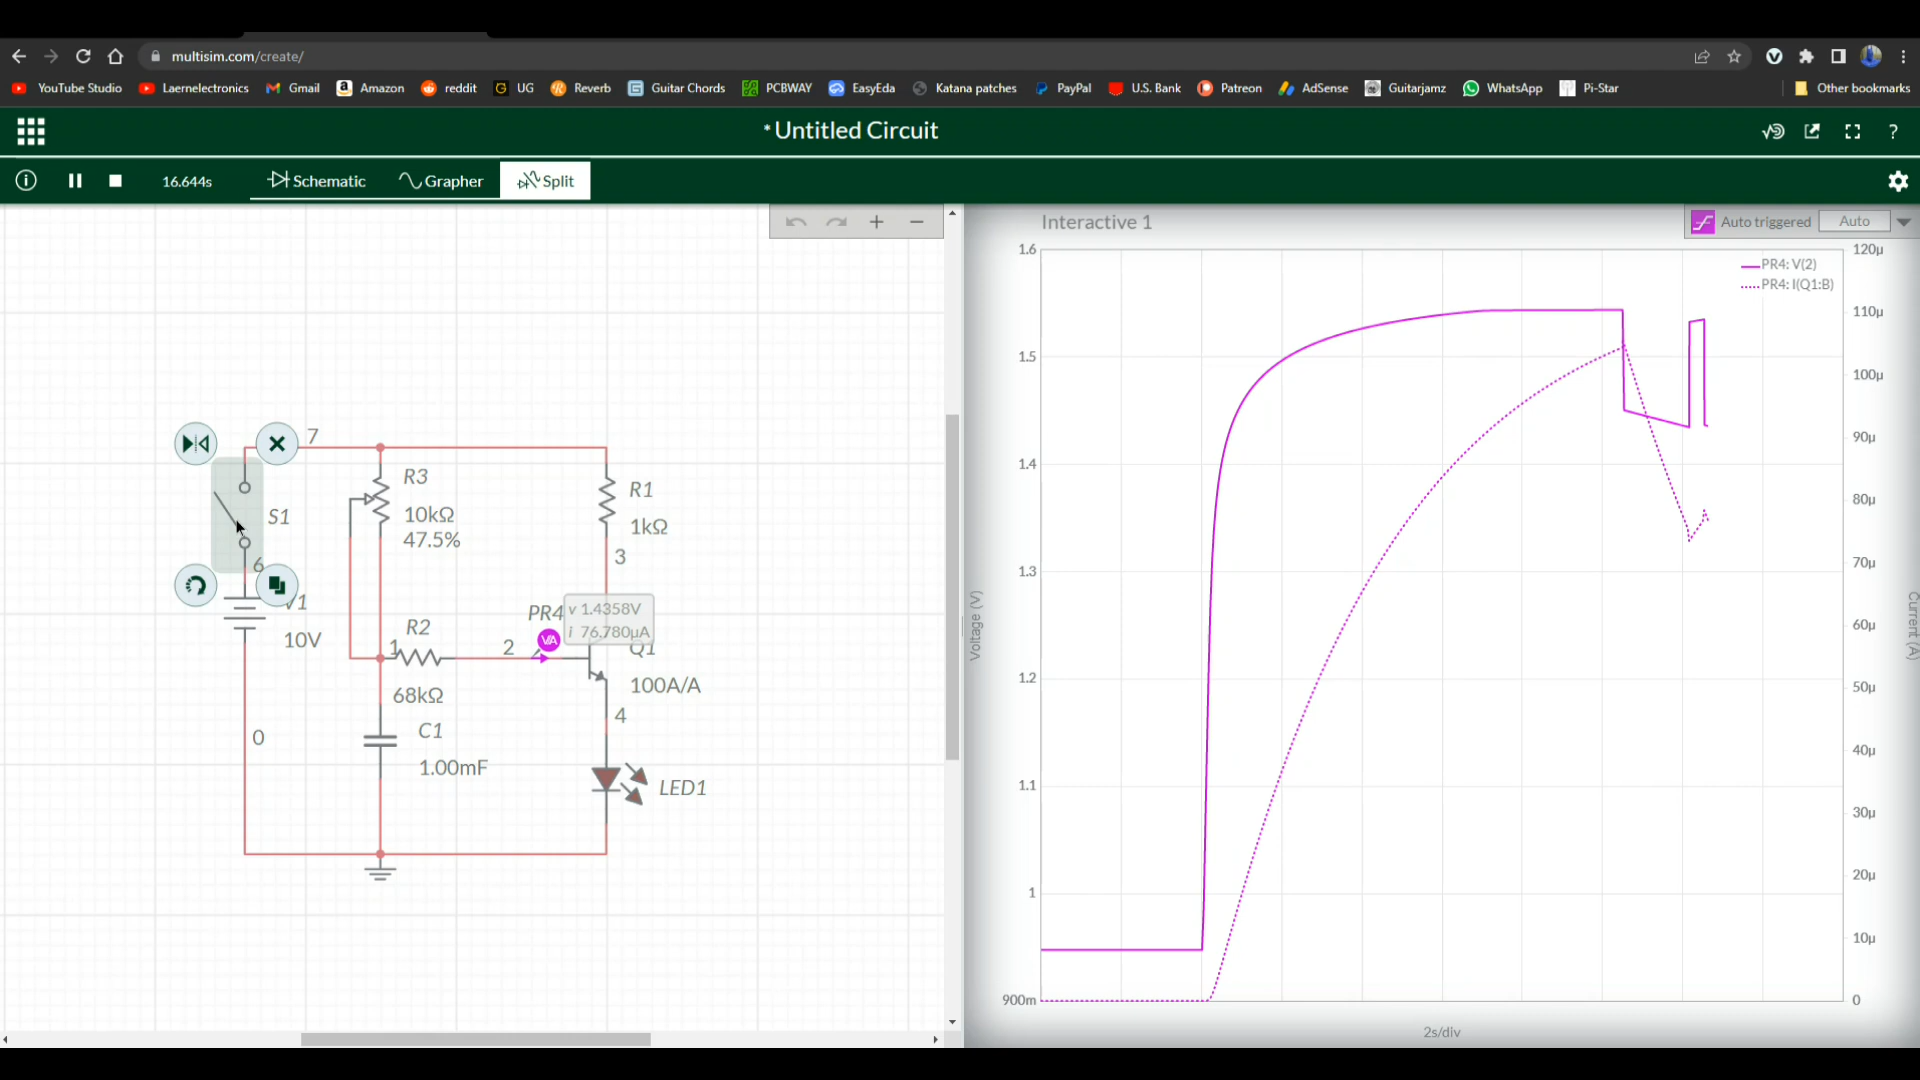 multisim.com/create/
YouTube Studio Laernelectronics Gmail Amazon reddit UG Reverb Guitar Chords PCBWAY EasyEda Katana patches PayPal U.S. Bank Patreon AdSense Guitarjamz WhatsApp Pi-Star Other bookmarks
*Untitled Circuit
16.644s Schematic Grapher Split
Interactive 1 Auto triggered Auto
1.6 120µ
PR4: V(2)
PR4: I(Q1:B)
110µ
1.5
100µ
7 90µ
1.4
R3
R1 80µ
10kΩ
S1 1kΩ
47.5%
3 70µ
6 1.3
V1 PR4 v 1.4358V
i 76.780µA
VA
10V R2 60µ
1 2 Q1
Voltage (V) Current (A)
100A/A 1.2 50µ
68kΩ
4
C1
0 40µ
1.00mF
LED1 1.1
30µ
1 20µ
10µ
900m 0
2s/div